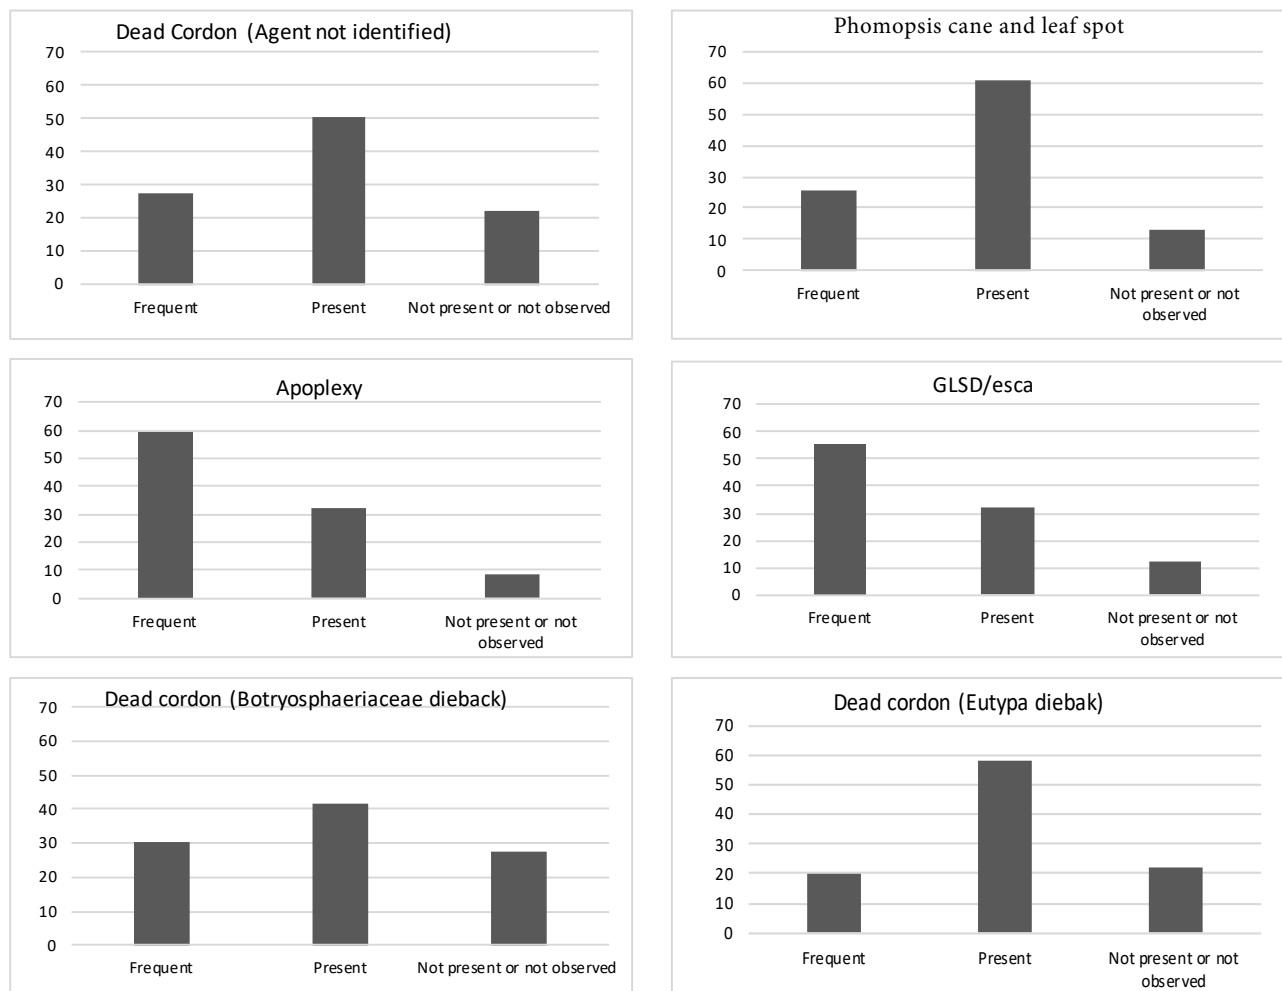 Dead Cordon (Agent not identified)
70
60
50
40
30
20
10
0
Frequent
Present
Not present or not observed
Phomopsis cane and leaf spot
70
60
50
40
30
20
10
0
Frequent
Present
Not present or not
observed
Apoplexy
70
60
50
40
30
20
10
0
Frequent
Present
Not present or not
observed
GLSD/esca
70
60
50
40
30
20
10
0
Frequent
Present
Not present or not
observed
Dead cordon (Botryosphaeriaceae dieback)
70
60
50
40
30
20
10
0
Frequent
Present
Not present or not observed
Dead cordon (Eutypa diebak)
70
60
50
40
30
20
10
0
Frequent
Present
Not present or not
observed